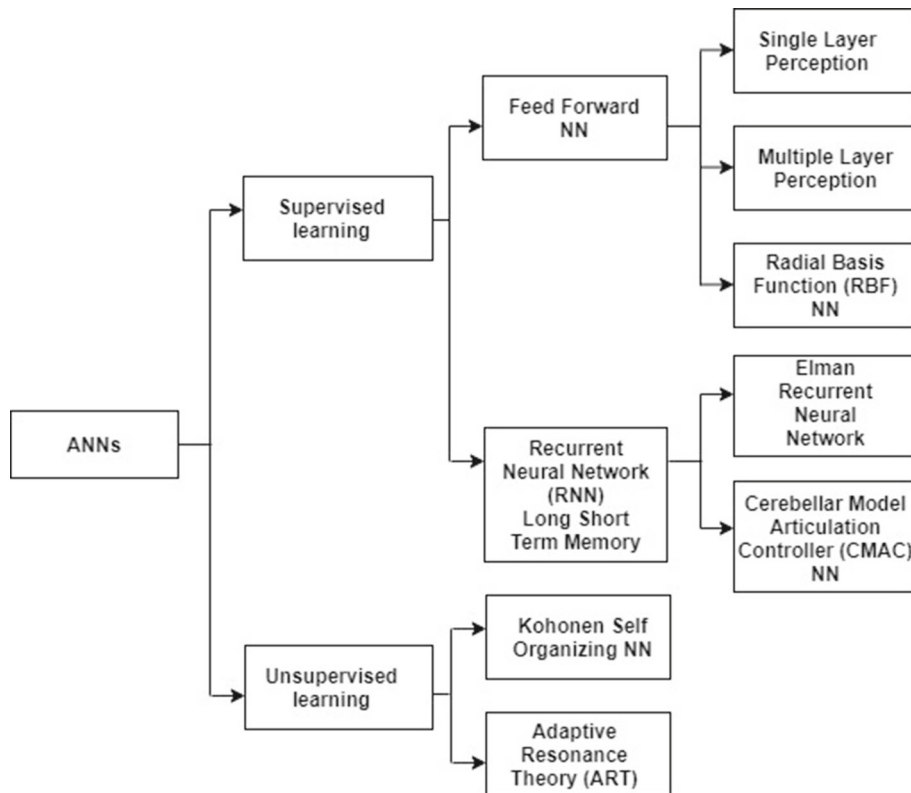 Single Layer
Perception
Feed Forward
NN
Multiple Layer
Perception
Supervised
learning
Radial Basis
Function (RBF)
NN
Elman
Recurrent
Neural
Network
ANNs
Recurrent
Neural Network
(RNN)
Long Short
Term Memory
Cerebellar Model
Articulation
Controller (CMAC)
NN
Kohonen Self
Organizing NN
Unsupervised
learning
Adaptive
Resonance
Theory (ART)